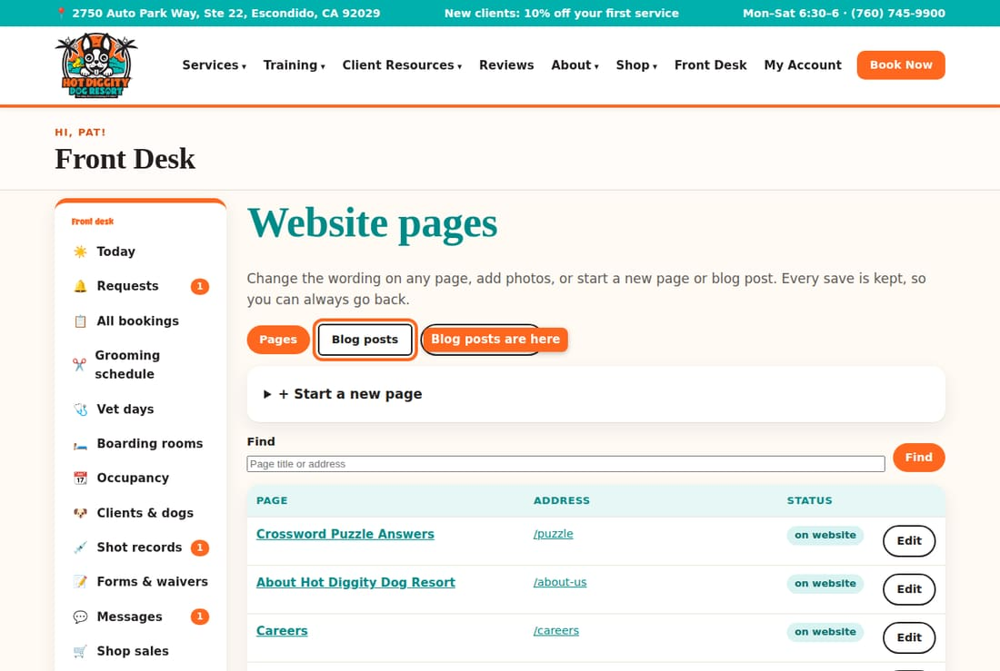 2750 Auto Park Way, Ste 22, Escondido, CA 92029
New clients: 10% off your first service
Mon–Sat 6:30–6 · (760) 745-9900
HOT DIGGITY
DOG RESORT
Services ▾
Training ▾
Client Resources ▾
Reviews
About ▾
Shop ▾
Front Desk
My Account
Book Now
HI, PAT!
Front Desk
Front desk
Today
Requests 1
All bookings
Grooming
schedule
Vet days
Boarding rooms
Occupancy
Clients & dogs
Shot records 1
Forms & waivers
Messages 1
Shop sales
Website pages
Change the wording on any page, add photos, or start a new page or blog post. Every save is kept, so
you can always go back.
Pages
Blog posts
Blog posts are here
+ Start a new page
Find
Page title or address
Find
PAGE ADDRESS STATUS
Crossword Puzzle Answers /puzzle on website Edit
About Hot Diggity Dog Resort /about-us on website Edit
Careers /careers on website Edit